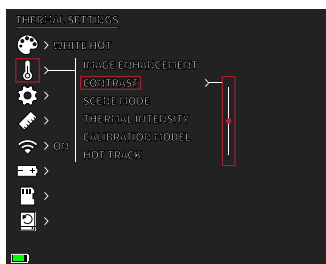 THERMAL SETTINGS
> WHITE HOT
>
IMAGE ENHANCEMENT
CONTRAST >
SCENE MODE
>
THERMAL INTENSITY
>
> ON
CALIBRATION MODEL
HOT TRACK
>
>
>